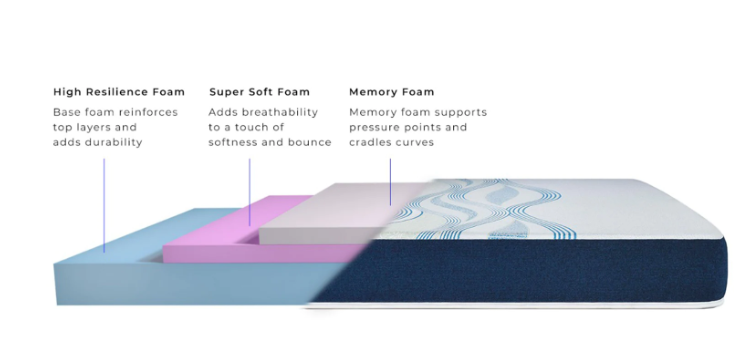 High Resilience Foam
Base foam reinforces
top layers and
adds durability
Super Soft Foam
Adds breathability
to a touch of
softness and bounce
Memory Foam
Memory foam supports
pressure points and
cradles curves